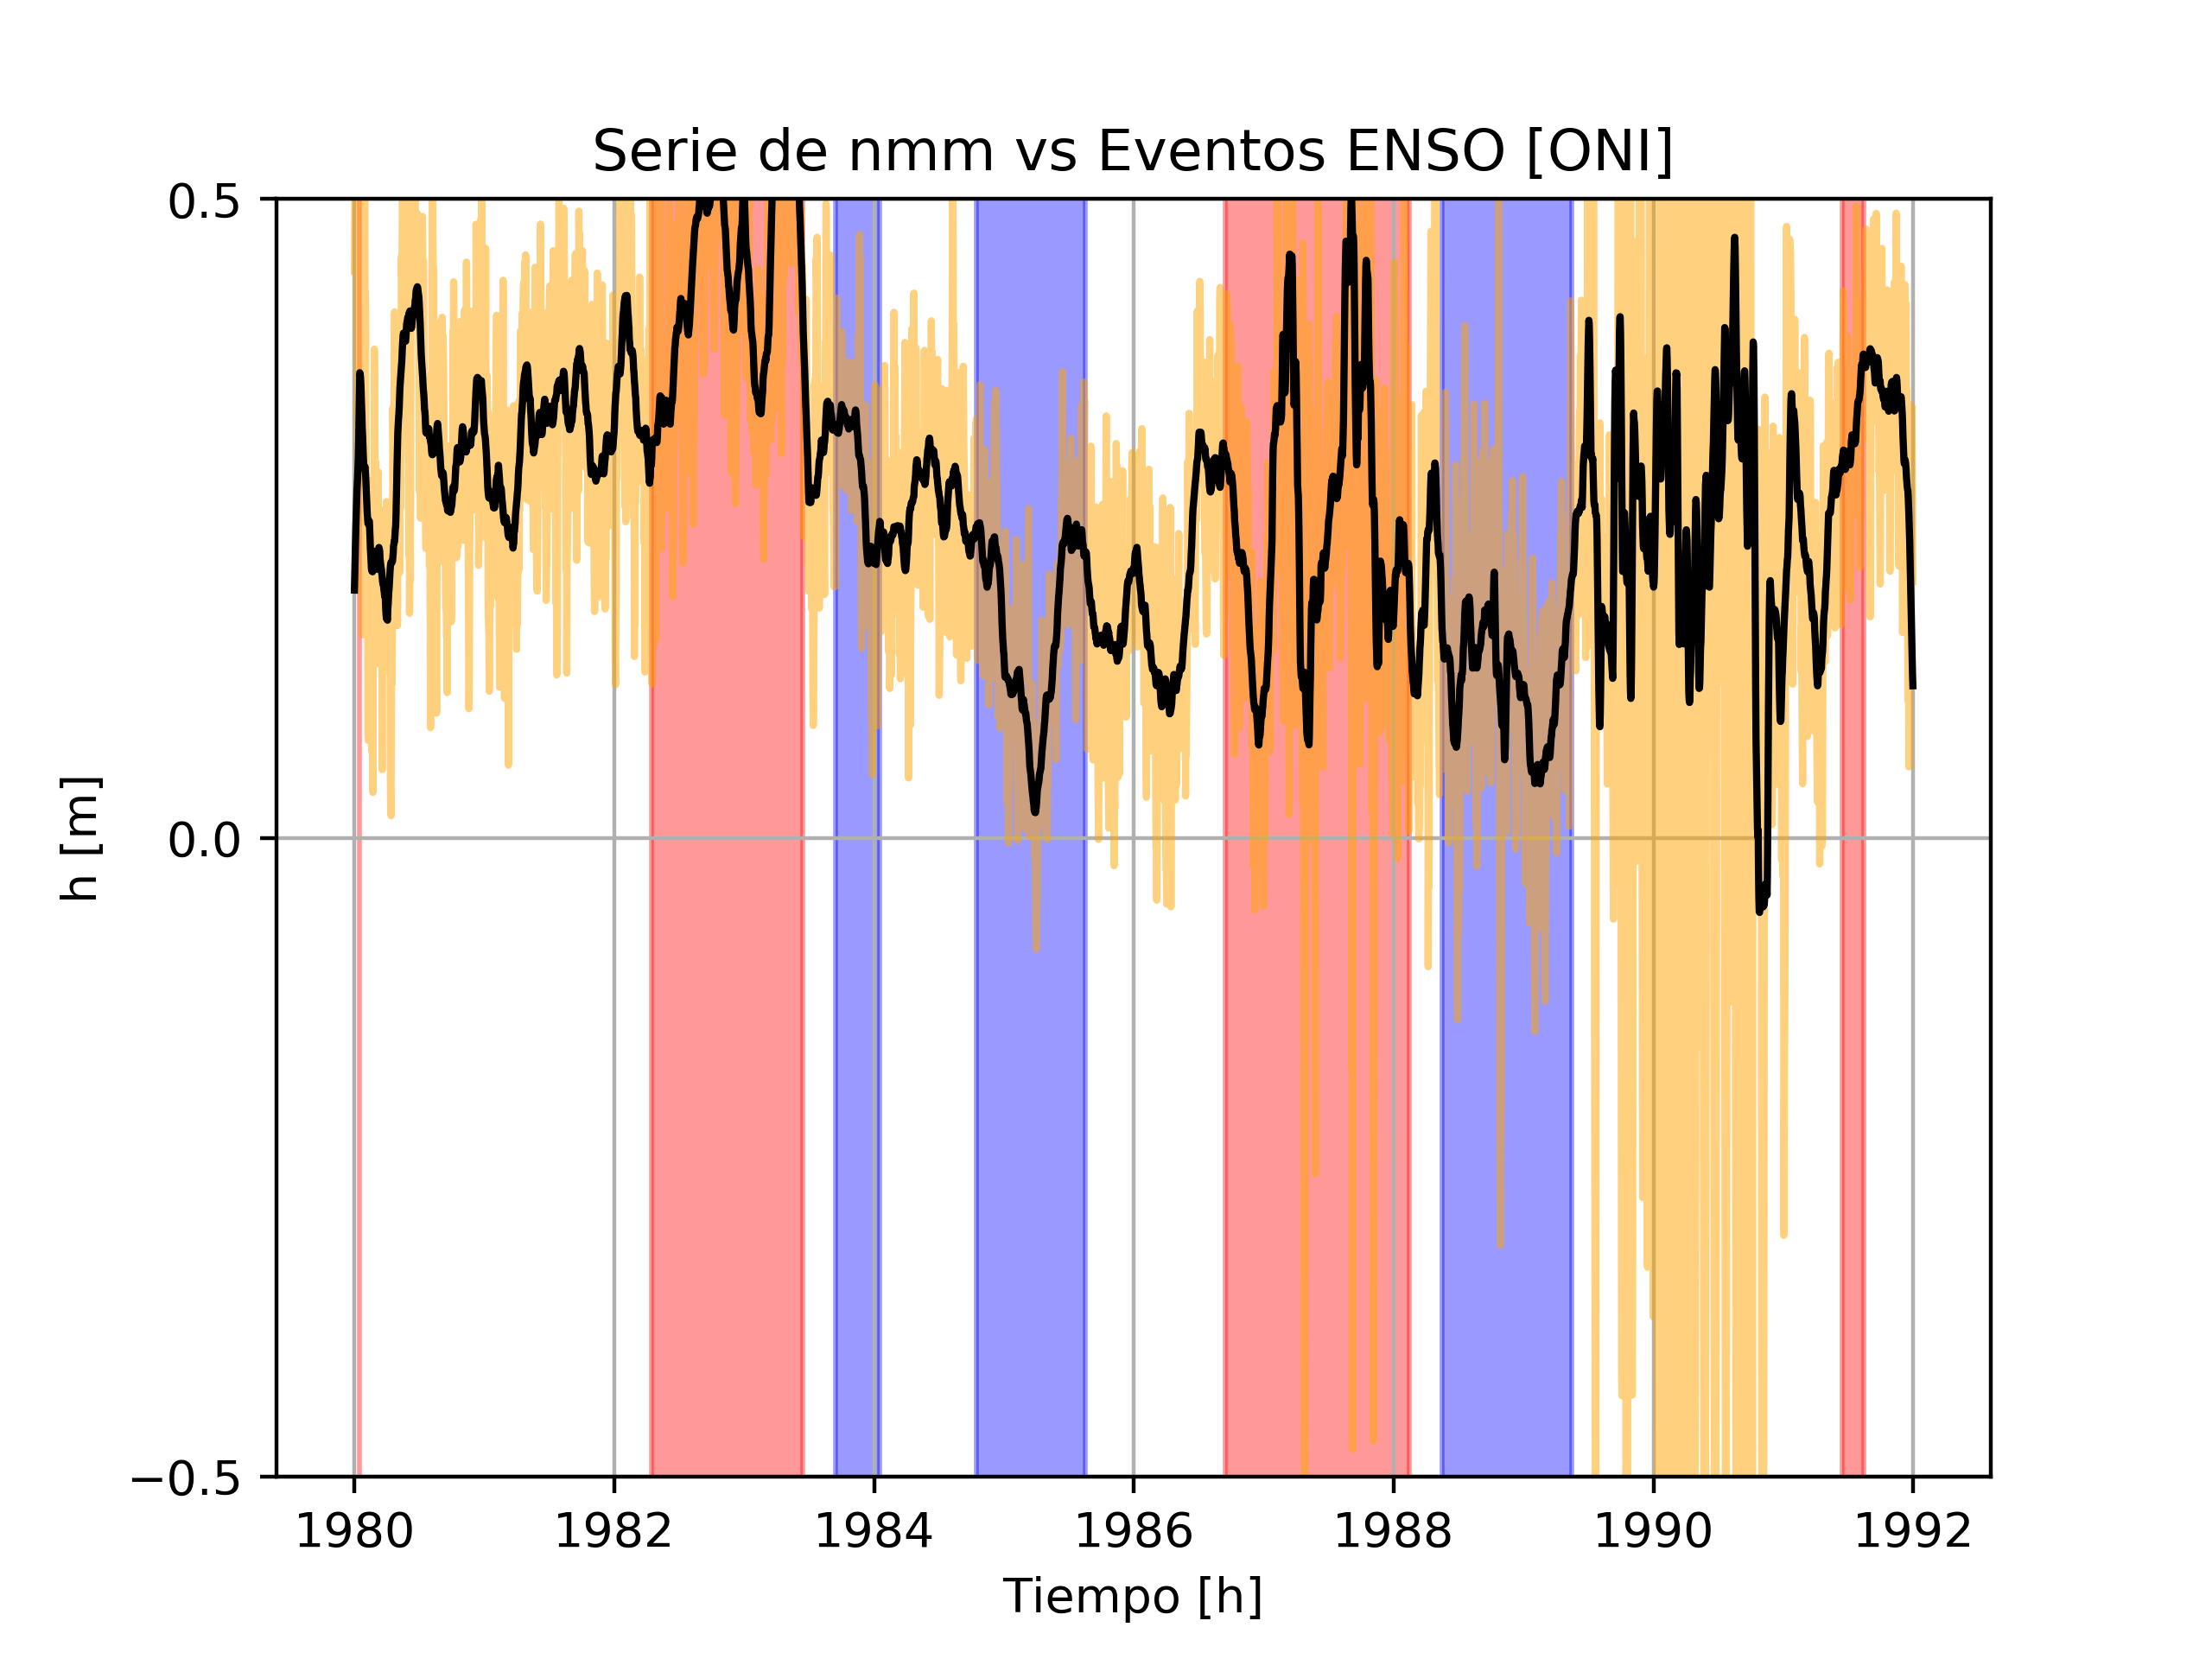 Serie de nmm vs Eventos ENSO [ONI]
0.5
0.0
−0.5
h [m]
1980 1982 1984 1986 1988 1990 1992
Tiempo [h]